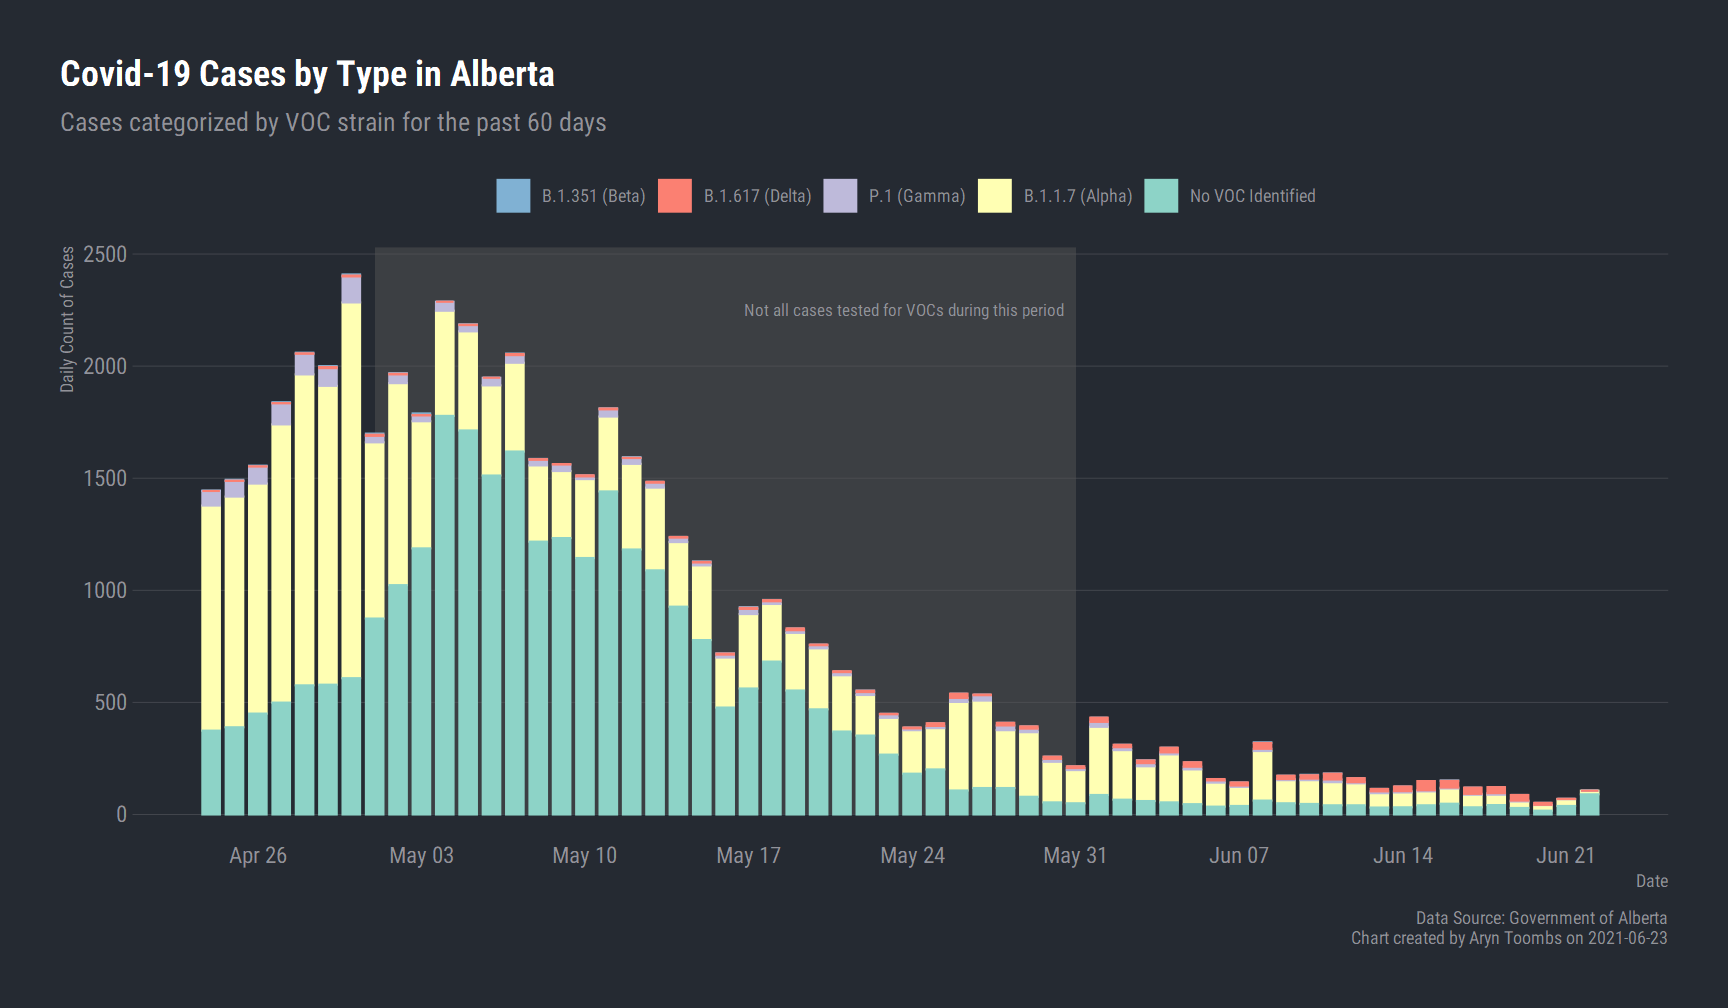 Covid-19 Cases by Type in Alberta
Cases categorized by VOC strain for the past 60 days
B.1.351 (Beta)
B.1.617 (Delta)
P.1 (Gamma)
B.1.1.7 (Alpha)
No VOC Identified
Daily Count of Cases
2500
2000
1500
1000
500
0
Not all cases tested for VOCs during this period
Apr 26
May 03
May 10
May 17
May 24
May 31
Jun 07
Jun 14
Jun 21
Date
Data Source: Government of Alberta
Chart created by Aryn Toombs on 2021-06-23